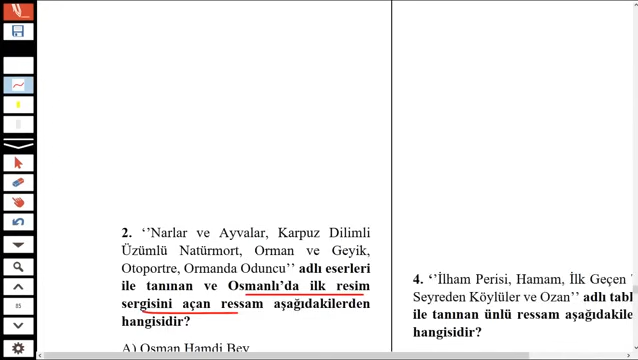 2. ‘’Narlar ve Ayvalar, Karpuz Dilimli
Üzümlü Natürmort, Orman ve Geyik,
Otoportre, Ormanda Oduncu’’ adlı eserleri
ile tanınan ve Osmanlı’da ilk resim
sergisini açan ressam aşağıdakilerden
hangisidir?
A) Osman Hamdi Bey
4. ‘’İlham Perisi, Hamam, İlk Geçen
Seyreden Köylüler ve Ozan’’ adlı tabl
ile tanınan ünlü ressam aşağıdakile
hangisidir?